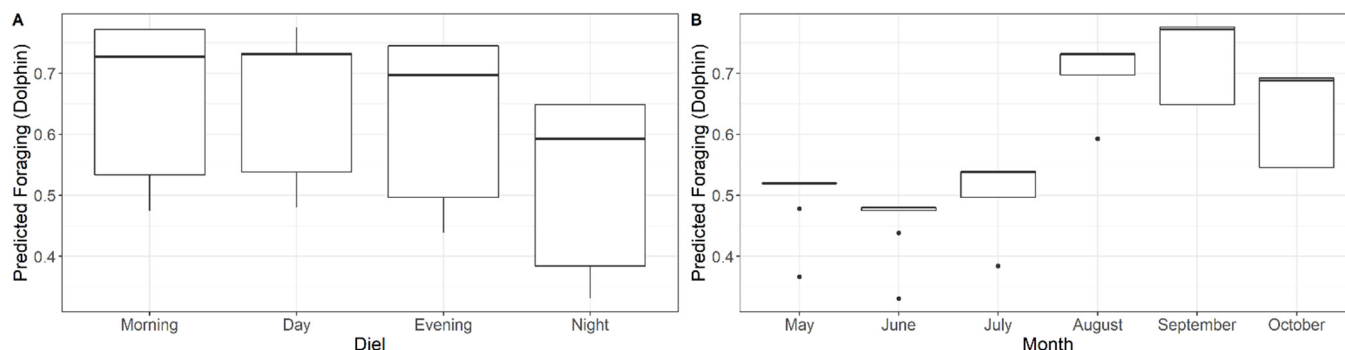 A
Predicted Foraging (Dolphin)
0.7
0.6
0.5
0.4
Morning Day Evening Night
Diel
B
Predicted Foraging (Dolphin)
0.7
0.6
0.5
0.4
May June July August September October
Month